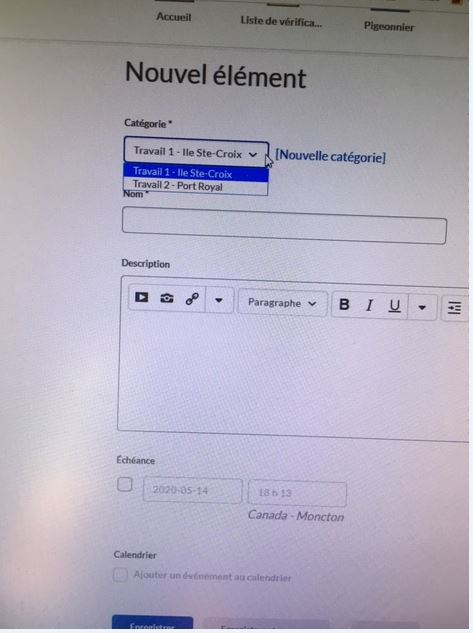 Accueil
Liste de vérifica...
Pigeonnier
Nouvel élément
Catégorie *
Travail 1 - Ile Ste-Croix
[Nouvelle catégorie]
Travail 1 - Ile Ste-Croix
Travail 2 - Port Royal
Nom *
Description
Paragraphe
B I U
Échéance
2020-05-14
18 h 13
Canada - Moncton
Calendrier
Ajouter un événement au calendrier
Enregistrer
Enregistrer